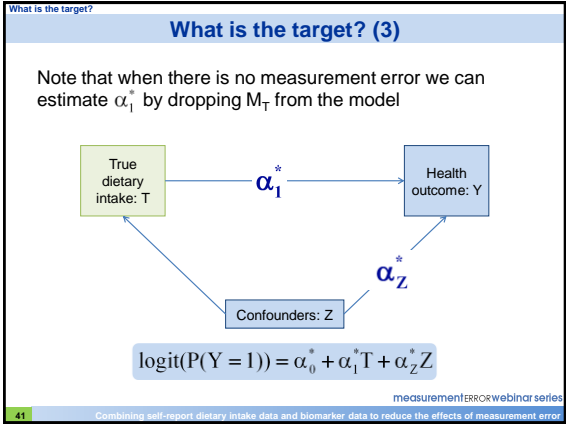 What is the target?
What is the target? (3)
Note that when there is no measurement error we can
estimate α₁* by dropping M_T from the model
True
dietary
intake: T
α₁*
Health
outcome: Y
α_Z*
Confounders: Z
logit(P(Y = 1)) = α₀* + α₁*T + α_Z*Z
measurementERRORwebinarseries
41 Combining self-report dietary intake data and biomarker data to reduce the effects of measurement error